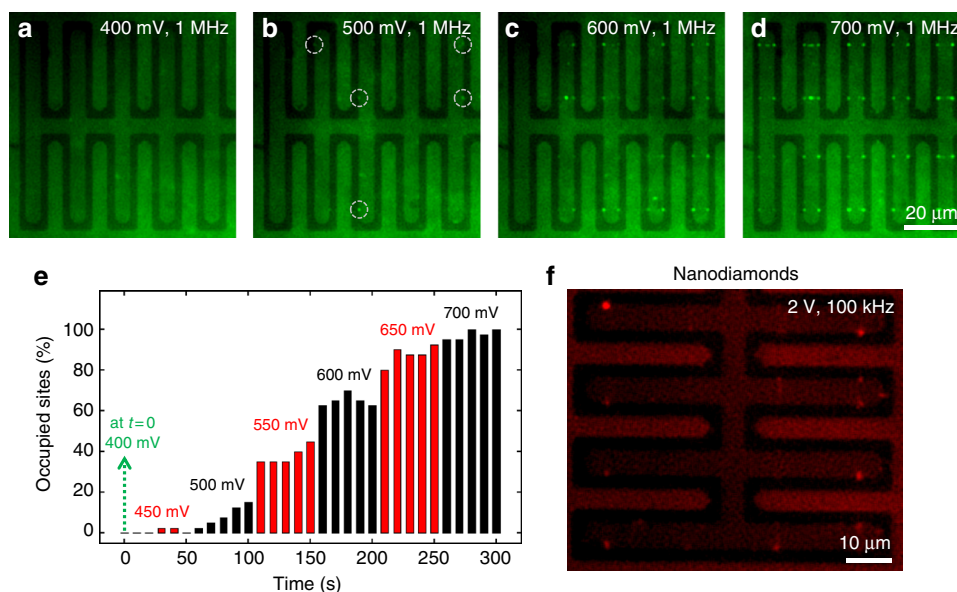 a
400 mV, 1 MHz
b
500 mV, 1 MHz
c
600 mV, 1 MHz
d
700 mV, 1 MHz
20 μm
e
Occupied sites (%)
100
80
60
40
20
0
at t=0
400 mV
450 mV
500 mV
550 mV
600 mV
650 mV
700 mV
0
50
100
150
200
250
300
Time (s)
f
Nanodiamonds
2 V, 100 kHz
10 μm